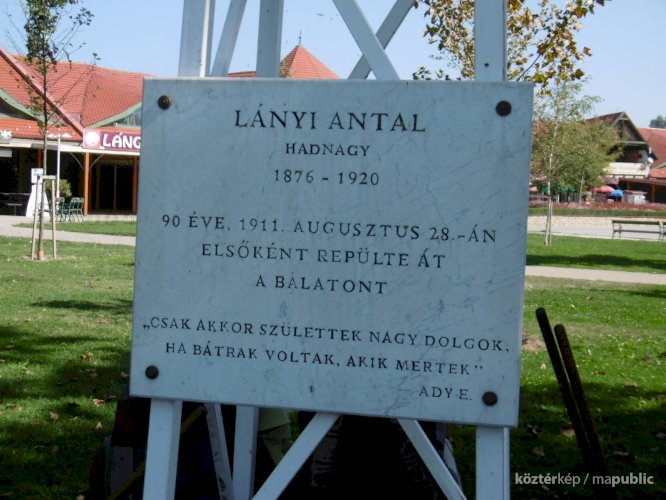 LÁNYI ANTAL
HADNAGY
1876 - 1920
90 ÉVE, 1911. AUGUSZTUS 28.-ÁN
ELSŐKÉNT REPÜLTE ÁT
A BALATONT
„CSAK AKKOR SZÜLETTEK NAGY DOLGOK,
HA BÁTRAK VOLTAK, AKIK MERTEK"
ADY E.
LÁNG
köztérkép / mapublic